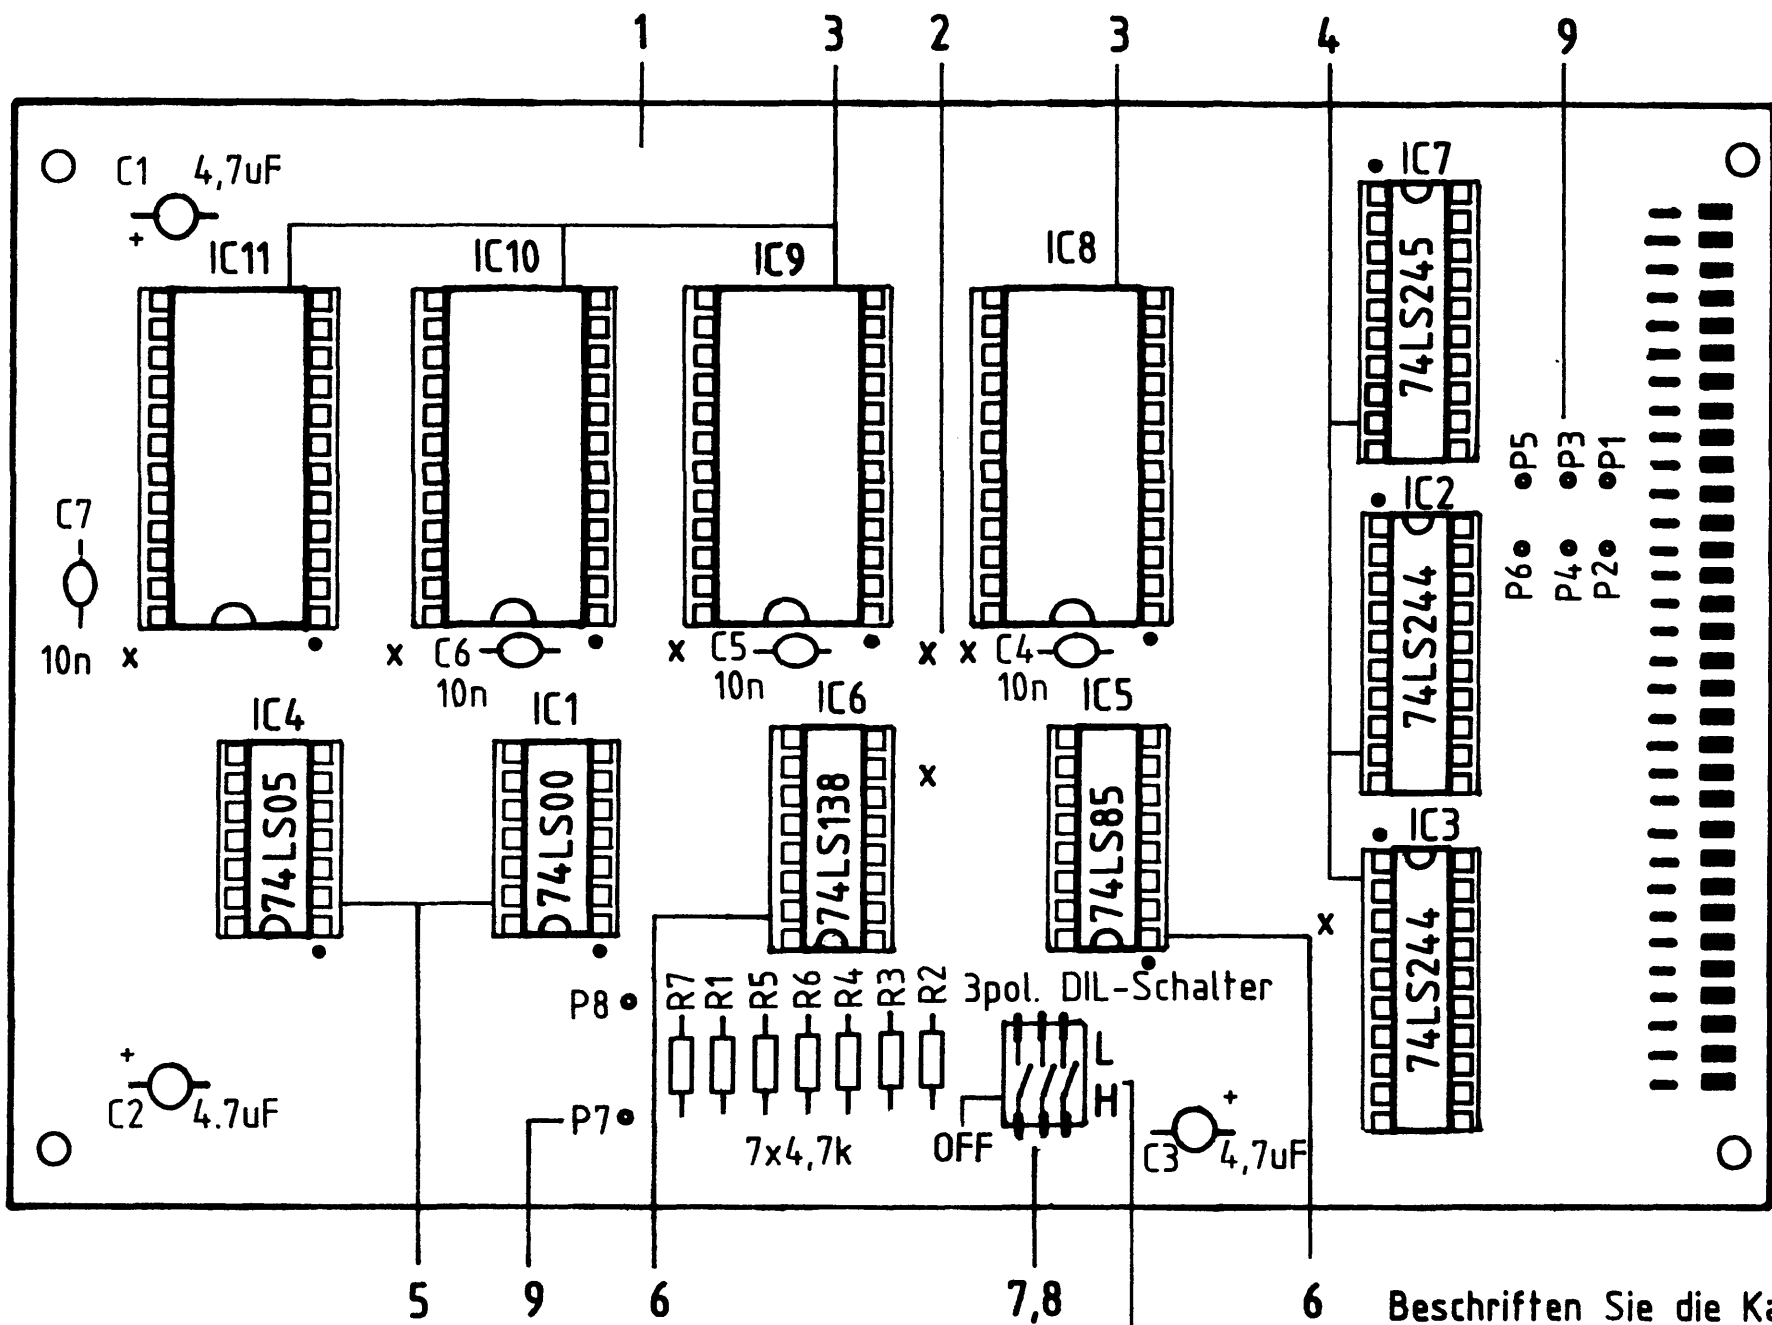 1 3 2 3 4 9
C1 4,7uF
+
IC11 IC10 IC9 IC8 IC7
74LS245
P5 P3 P1
C7
10n
IC2
74LS244
P6 P4 P2
x x C6 10n x C5 10n x x C4 10n
IC4 IC1 IC6 IC5 IC3
74LS05 74LS00 74LS138 x 74LS85 x 74LS244
P8 R7 R1 R5 R6 R4 R3 R2 3pol. DIL-Schalter
L
H
+
C2 4.7uF
P7
7x4,7k
OFF
+
C3 4,7uF
5 9 6 7,8 6
Beschriften Sie die